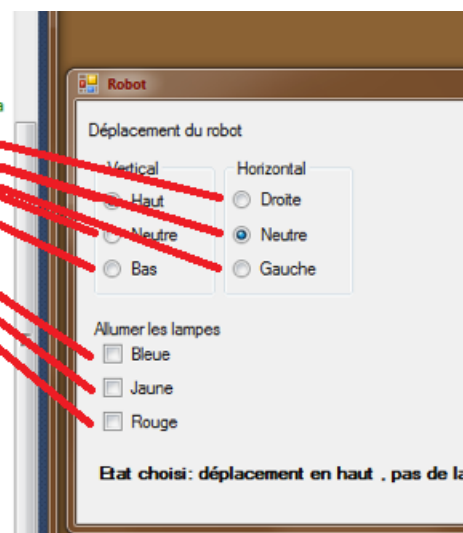 Robot
Déplacement du robot
Vertical Horizontal
Haut Droite
Neutre Neutre
Bas Gauche
Allumer les lampes
Bleue
Jaune
Rouge
Etat choisi: déplacement en haut , pas de